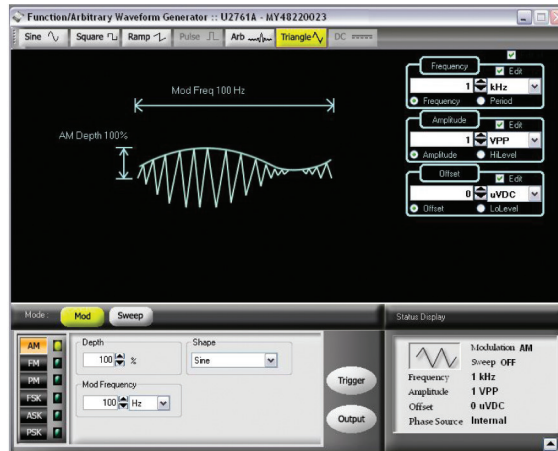 Function/Arbitrary Waveform Generator :: U2761A - MY48220023
Sine Square Ramp Pulse Arb Triangle DC
Mod Freq 100 Hz
AM Depth 100%
Frequency
Edit
1 kHz
Frequency Period
Amplitude
Edit
1 VPP
Amplitude HiLevel
Offset
Edit
0 uVDC
Offset LoLevel
Mode: Mod Sweep
Status Display
AM
FM
PM
FSK
ASK
PSK
Depth
100 %
Shape
Sine
Mod Frequency
100 Hz
Trigger
Output
Modulation AM
Sweep OFF
Frequency 1 kHz
Amplitude 1 VPP
Offset 0 uVDC
Phase Source Internal